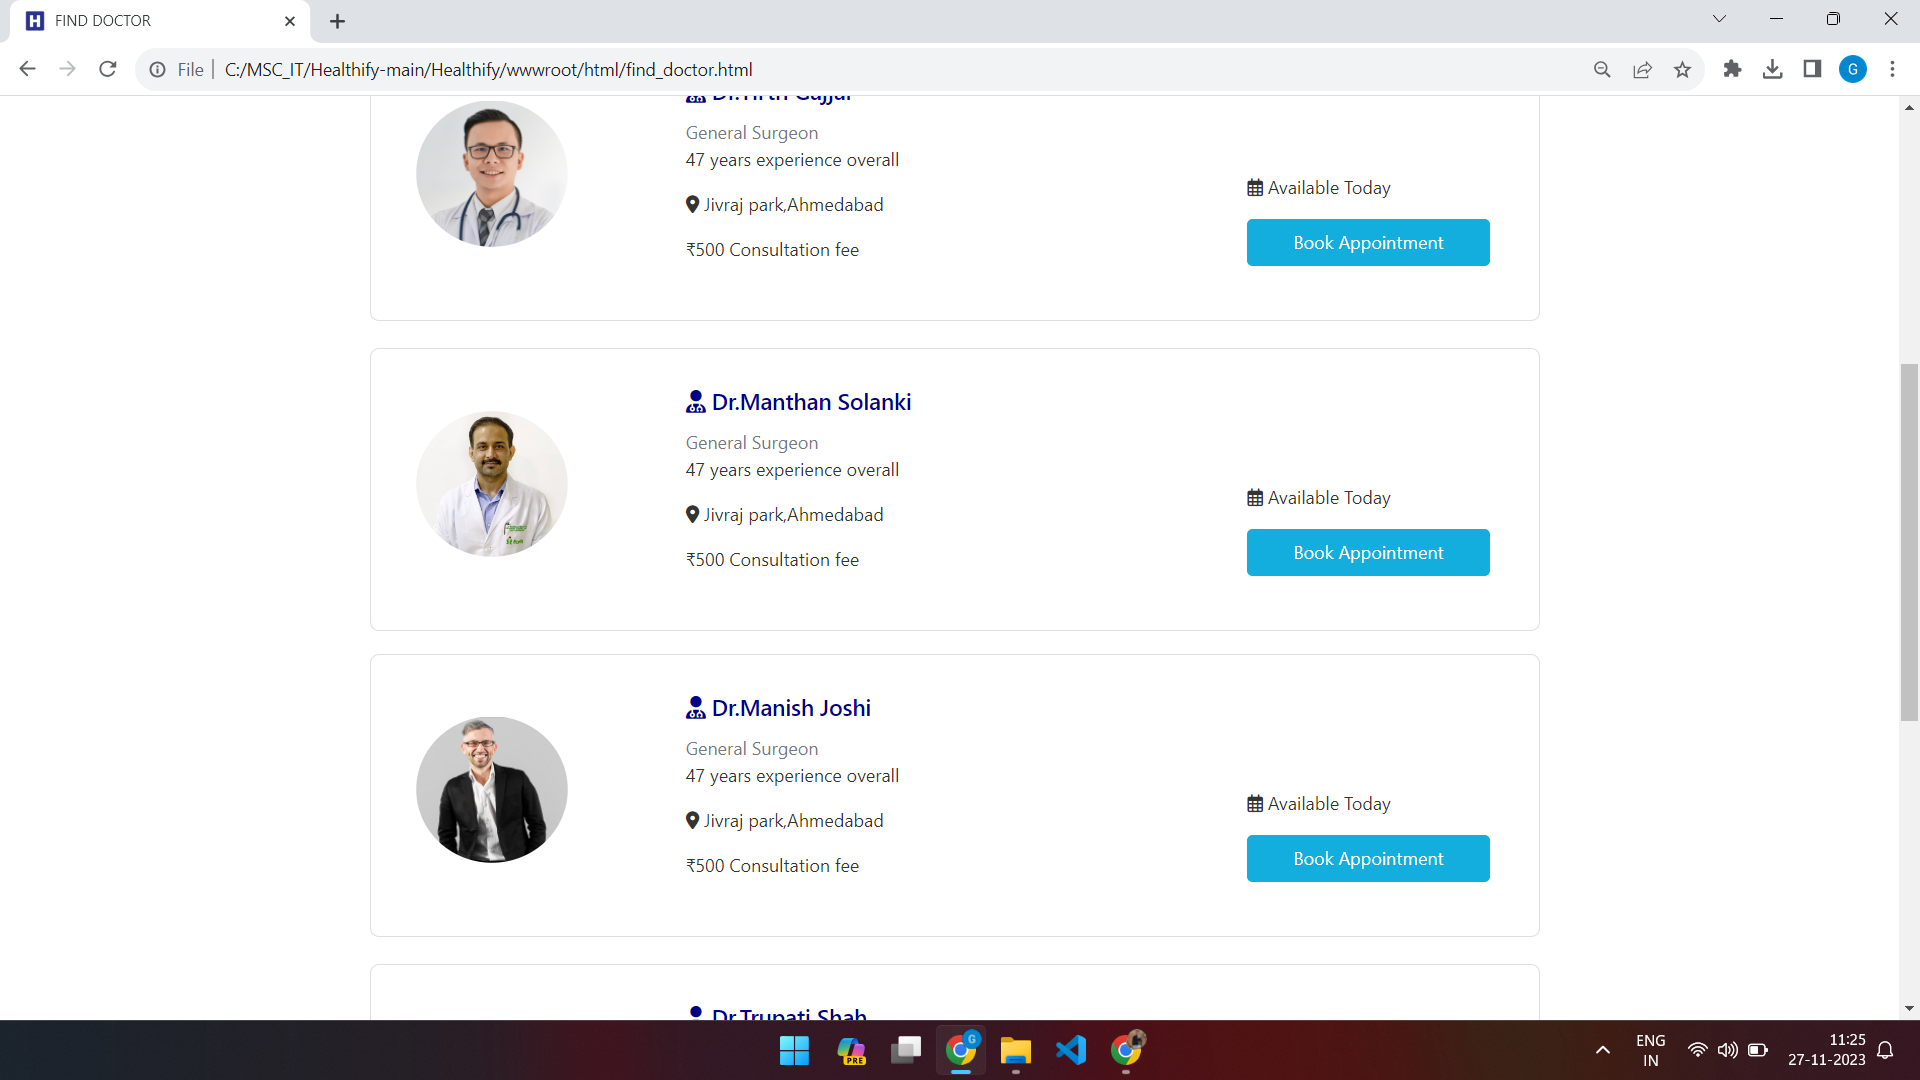 H FIND DOCTOR
File C:/MSC_IT/Healthify-main/Healthify/wwwroot/html/find_doctor.html
G
General Surgeon
47 years experience overall
Available Today
Jivraj park,Ahmedabad
Book Appointment
₹500 Consultation fee
Dr.Manthan Solanki
General Surgeon
47 years experience overall
Available Today
Jivraj park,Ahmedabad
Book Appointment
₹500 Consultation fee
Dr.Manish Joshi
General Surgeon
47 years experience overall
Available Today
Jivraj park,Ahmedabad
Book Appointment
₹500 Consultation fee
Dr.Trupati Shah
PRE
G
ENG
IN
11:25
27-11-2023